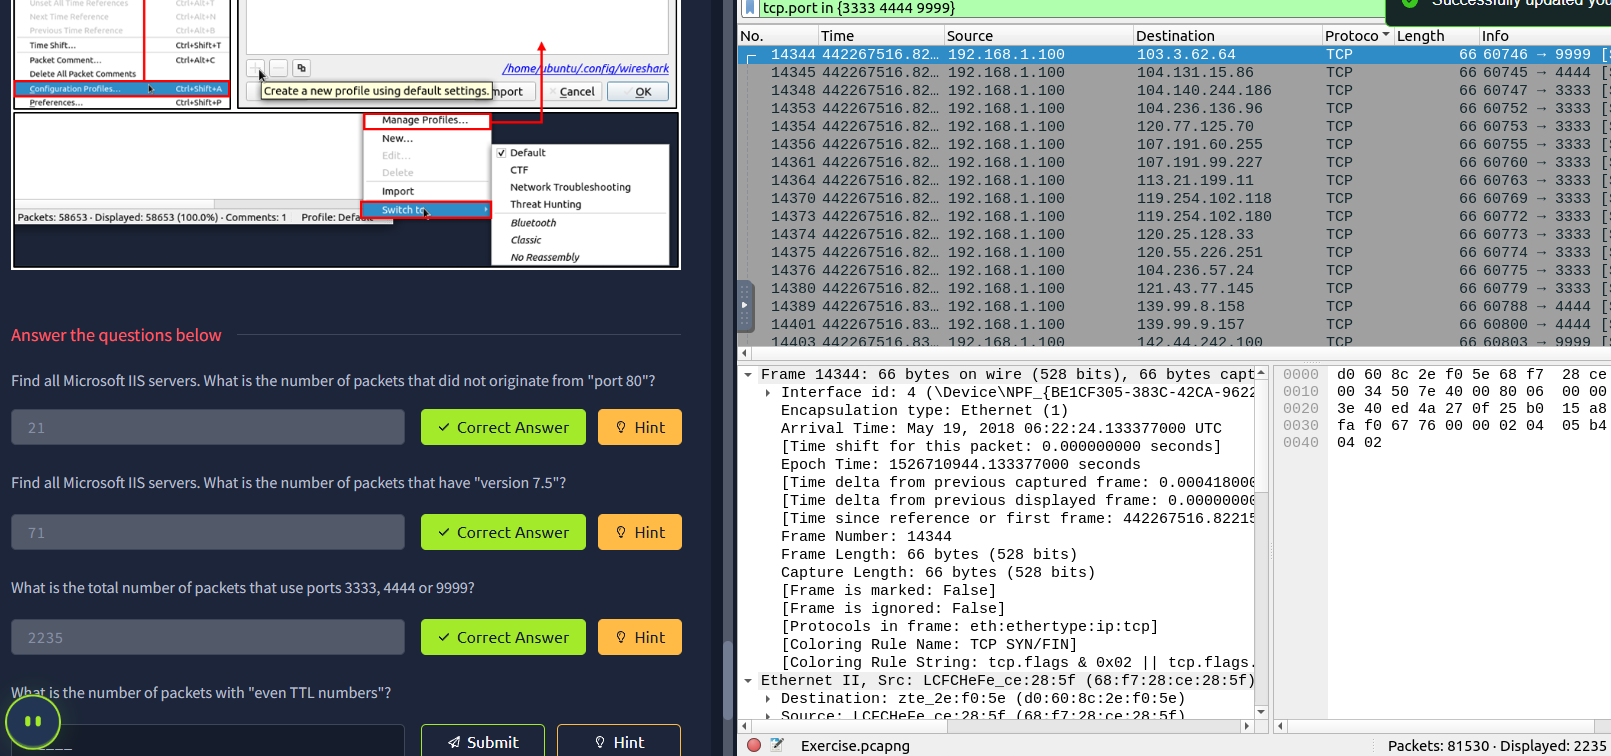 Unset All Time References Ctrl+Alt+T
Next Time Reference Ctrl+Alt+N
Previous Time Reference Ctrl+Alt+B
Time Shift... Ctrl+Shift+T
Packet Comment... Ctrl+Alt+C
Delete All Packet Comments
Configuration Profiles... Ctrl+Shift+A
Preferences... Ctrl+Shift+P
/home/ubuntu/.config/wireshark
Create a new profile using default settings.
mport
Cancel
OK
Manage Profiles...
New...
Edit...
Delete
Import
Switch to
Default
CTF
Network Troubleshooting
Threat Hunting
Bluetooth
Classic
No Reassembly
Packets: 58653 · Displayed: 58653 (100.0%) · Comments: 1 Profile: Defau
Answer the questions below
Find all Microsoft IIS servers. What is the number of packets that did not originate from "port 80"?
21
Correct Answer
Hint
Find all Microsoft IIS servers. What is the number of packets that have "version 7.5"?
71
Correct Answer
Hint
What is the total number of packets that use ports 3333, 4444 or 9999?
2235
Correct Answer
Hint
What is the number of packets with "even TTL numbers"?
Submit
Hint
tcp.port in {3333 4444 9999}
Successfully updated you
No. Time Source Destination Protoco Length Info
14344 442267516.82… 192.168.1.100 103.3.62.64 TCP 66 60746 → 9999 [S
14345 442267516.82… 192.168.1.100 104.131.15.86 TCP 66 60745 → 4444 [S
14348 442267516.82… 192.168.1.100 104.140.244.186 TCP 66 60747 → 3333 [S
14353 442267516.82… 192.168.1.100 104.236.136.96 TCP 66 60752 → 3333 [S
14354 442267516.82… 192.168.1.100 120.77.125.70 TCP 66 60753 → 3333 [S
14356 442267516.82… 192.168.1.100 107.191.60.255 TCP 66 60755 → 3333 [S
14361 442267516.82… 192.168.1.100 107.191.99.227 TCP 66 60760 → 3333 [S
14364 442267516.82… 192.168.1.100 113.21.199.11 TCP 66 60763 → 3333 [S
14370 442267516.82… 192.168.1.100 119.254.102.118 TCP 66 60769 → 3333 [S
14373 442267516.82… 192.168.1.100 119.254.102.180 TCP 66 60772 → 3333 [S
14374 442267516.82… 192.168.1.100 120.25.128.33 TCP 66 60773 → 3333 [S
14375 442267516.82… 192.168.1.100 120.55.226.251 TCP 66 60774 → 3333 [S
14376 442267516.82… 192.168.1.100 104.236.57.24 TCP 66 60775 → 3333 [S
14380 442267516.82… 192.168.1.100 121.43.77.145 TCP 66 60779 → 3333 [S
14389 442267516.83… 192.168.1.100 139.99.8.158 TCP 66 60788 → 4444 [S
14401 442267516.83… 192.168.1.100 139.99.9.157 TCP 66 60800 → 4444 [S
14403 442267516.83… 192.168.1.100 142.44.242.100 TCP 66 60803 → 9999 [S
Frame 14344: 66 bytes on wire (528 bits), 66 bytes capt
Interface id: 4 (\Device\NPF_{BE1CF305-383C-42CA-9622
Encapsulation type: Ethernet (1)
Arrival Time: May 19, 2018 06:22:24.133377000 UTC
[Time shift for this packet: 0.000000000 seconds]
Epoch Time: 1526710944.133377000 seconds
[Time delta from previous captured frame: 0.000418000
[Time delta from previous displayed frame: 0.00000000
[Time since reference or first frame: 442267516.82215
Frame Number: 14344
Frame Length: 66 bytes (528 bits)
Capture Length: 66 bytes (528 bits)
[Frame is marked: False]
[Frame is ignored: False]
[Protocols in frame: eth:ethertype:ip:tcp]
[Coloring Rule Name: TCP SYN/FIN]
[Coloring Rule String: tcp.flags & 0x02 || tcp.flags.
Ethernet II, Src: LCFCHeFe_ce:28:5f (68:f7:28:ce:28:5f)
Destination: zte_2e:f0:5e (d0:60:8c:2e:f0:5e)
Source: LCFCHeFe_ce:28:5f (68:f7:28:ce:28:5f)
0000 d0 60 8c 2e f0 5e 68 f7 28 ce
0010 00 34 50 7e 40 00 80 06 00 00
0020 3e 40 ed 4a 27 0f 25 b0 15 a8
0030 fa f0 67 76 00 00 02 04 05 b4
0040 04 02
Exercise.pcapng
Packets: 81530 · Displayed: 2235